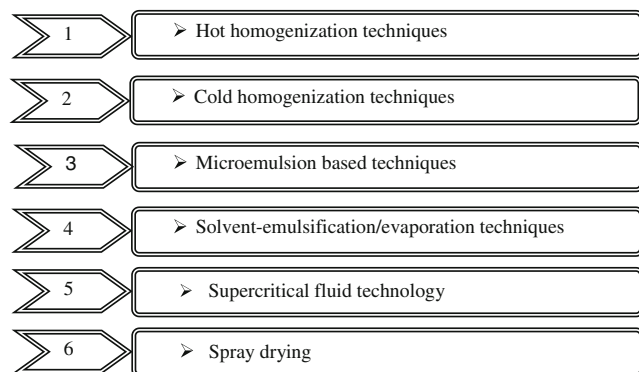 1 ➢ Hot homogenization techniques
2 ➢ Cold homogenization techniques
3 ➢ Microemulsion based techniques
4 ➢ Solvent-emulsification/evaporation techniques
5 ➢ Supercritical fluid technology
6 ➢ Spray drying